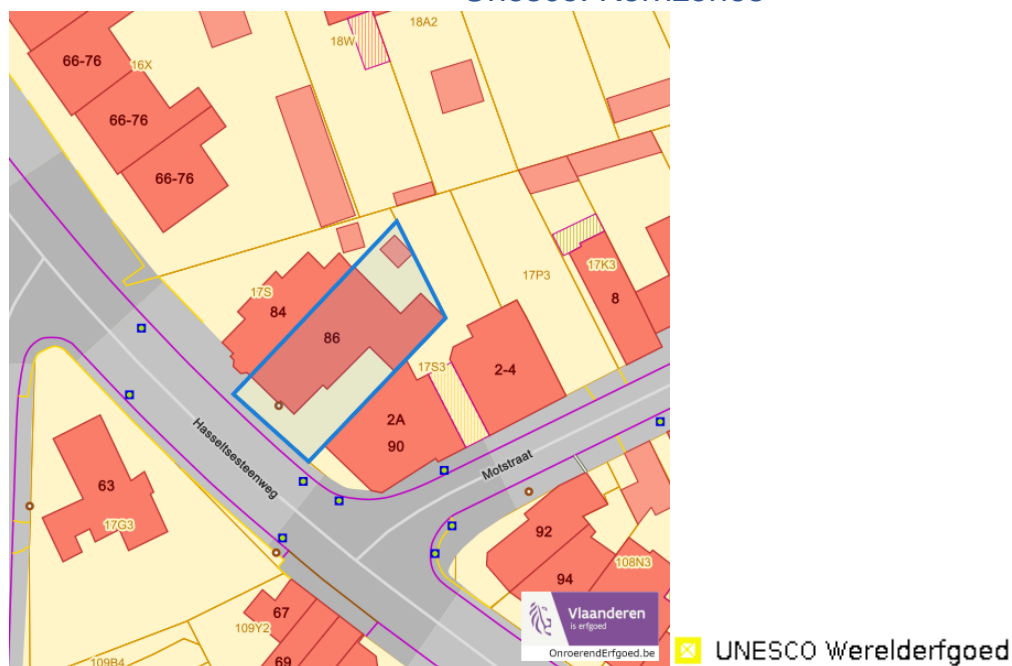 18A2
18W
66-76
16X
66-76
66-76
17K3
17P3
8
17S
84
86
17S3
2-4
2A
90
Hasseltsesteenweg
Motstraat
63
17G3
92
94
108N3
67
109Y2
69
109B4
Vlaanderen
is erfgoed
OnroerendErfgoed.be
UNESCO Werelderfgoed